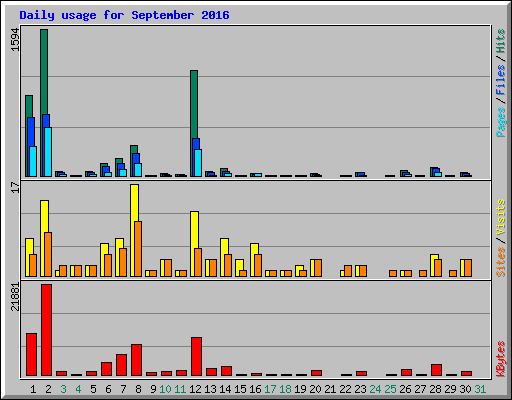 Daily usage for September 2016
1594
Pages / Files / Hits
17
Sites / Visits
21881
KBytes
1 2 3 4 5 6 7 8 9 10 11 12 13 14 15 16 17 18 19 20 21 22 23 24 25 26 27 28 29 30 31